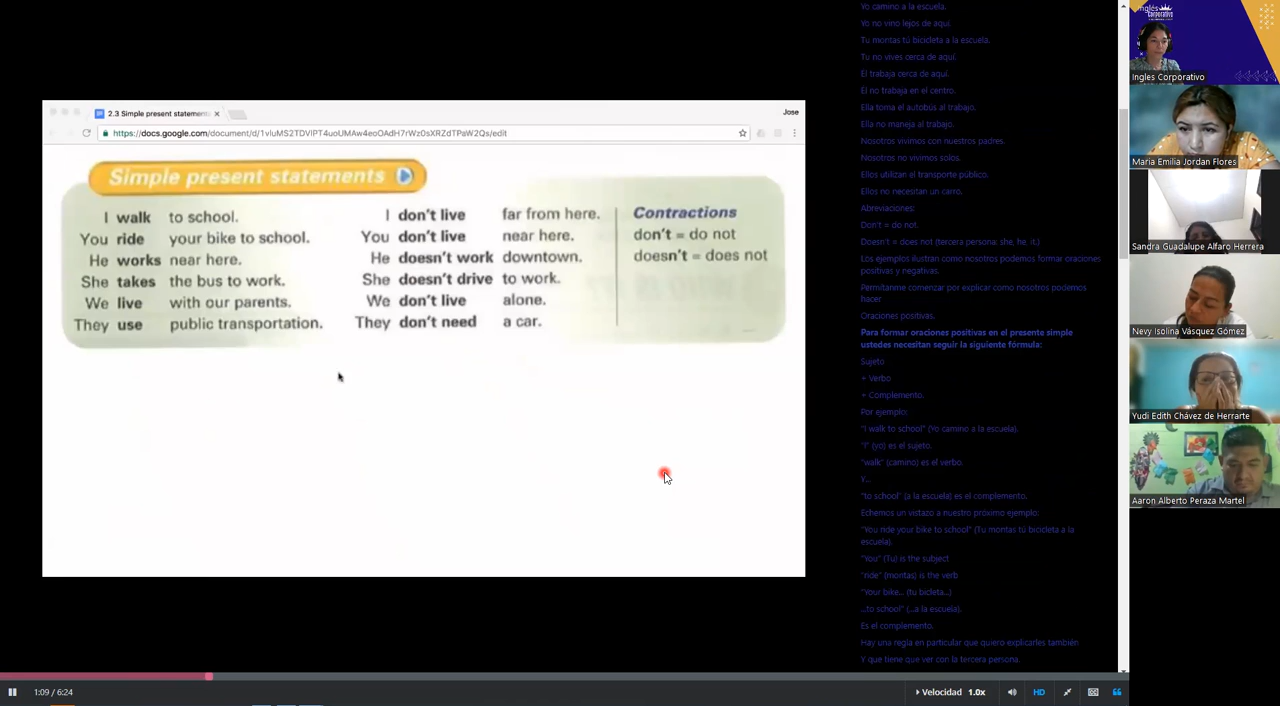 2.3 Simple present statement
Jose
https://docs.google.com/document/d/1vluMS2TDVlPT4uoUMAw4eoOAdH7rWz0sXRZdTPaW2Qs/edit
Simple present statements
I walk to school.
You ride your bike to school.
He works near here.
She takes the bus to work.
We live with our parents.
They use public transportation.
I don't live far from here.
You don't live near here.
He doesn't work downtown.
She doesn't drive to work.
We don't live alone.
They don't need a car.
Contractions
don't = do not
doesn't = does not
Yo camino a la escuela.
Yo no vino lejos de aquí.
Tu montas tú bicicleta a la escuela.
Tu no vives cerca de aquí.
Él trabaja cerca de aquí.
Él no trabaja en el centro.
Ella toma el autobús al trabajo.
Ella no maneja al trabajo.
Nosotros vivimos con nuestros padres.
Nosotros no vivimos solos.
Ellos utilizan el transporte público.
Ellos no necesitan un carro.
Abreviaciones:
Don't = do not.
Doesn't = does not (tercera persona: she, he. it.)
Los ejemplos ilustran como nosotros podemos formar oraciones
positivas y negativas.
Permítanme comenzar por explicar como nosotros podemos
hacer
Oraciones positivas.
Para formar oraciones positivas en el presente simple
ustedes necesitan seguir la siguiente fórmula:
Sujeto
+ Verbo
+ Complemento.
Por ejemplo:
"I walk to school" (Yo camino a la escuela).
"I" (yo) es el sujeto.
"walk" (camino) es el verbo.
Y...
"to school" (a la escuela) es el complemento.
Echemos un vistazo a nuestro próximo ejemplo:
"You ride your bike to school" (Tu montas tú bicicleta a la
escuela).
"You" (Tu) is the subject
"ride" (montas) is the verb
"Your bike... (tu bicleta...)
...to school" (...a la escuela).
Es el complemento.
Hay una regla en particular que quiero explicarles también
Y que tiene que ver con la tercera persona.
Inglés
Corporativo
Ingles Corporativo
Maria Emilia Jordan Flores
Sandra Guadalupe Alfaro Herrera
Nevy Isolina Vásquez Gómez
Yudi Edith Chávez de Herrarte
Aaron Alberto Peraza Martel
1:09 / 6:24
Velocidad 1.0x
HD
CC